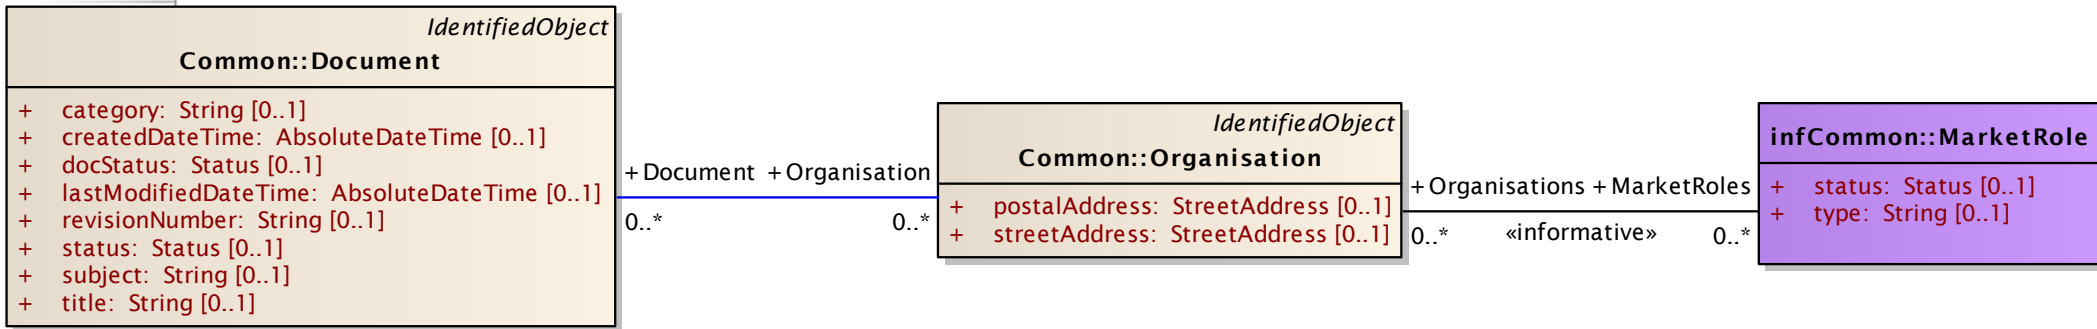 IdentifiedObject
Common::Document
+ category: String [0..1]
+ createdDateTime: AbsoluteDateTime [0..1]
+ docStatus: Status [0..1]
+ lastModifiedDateTime: AbsoluteDateTime [0..1]
+ revisionNumber: String [0..1]
+ status: Status [0..1]
+ subject: String [0..1]
+ title: String [0..1]
+Document +Organisation
0..* 0..*
IdentifiedObject
Common::Organisation
+ postalAddress: StreetAddress [0..1]
+ streetAddress: StreetAddress [0..1]
+Organisations +MarketRoles
0..* «informative» 0..*
infCommon::MarketRole
+ status: Status [0..1]
+ type: String [0..1]